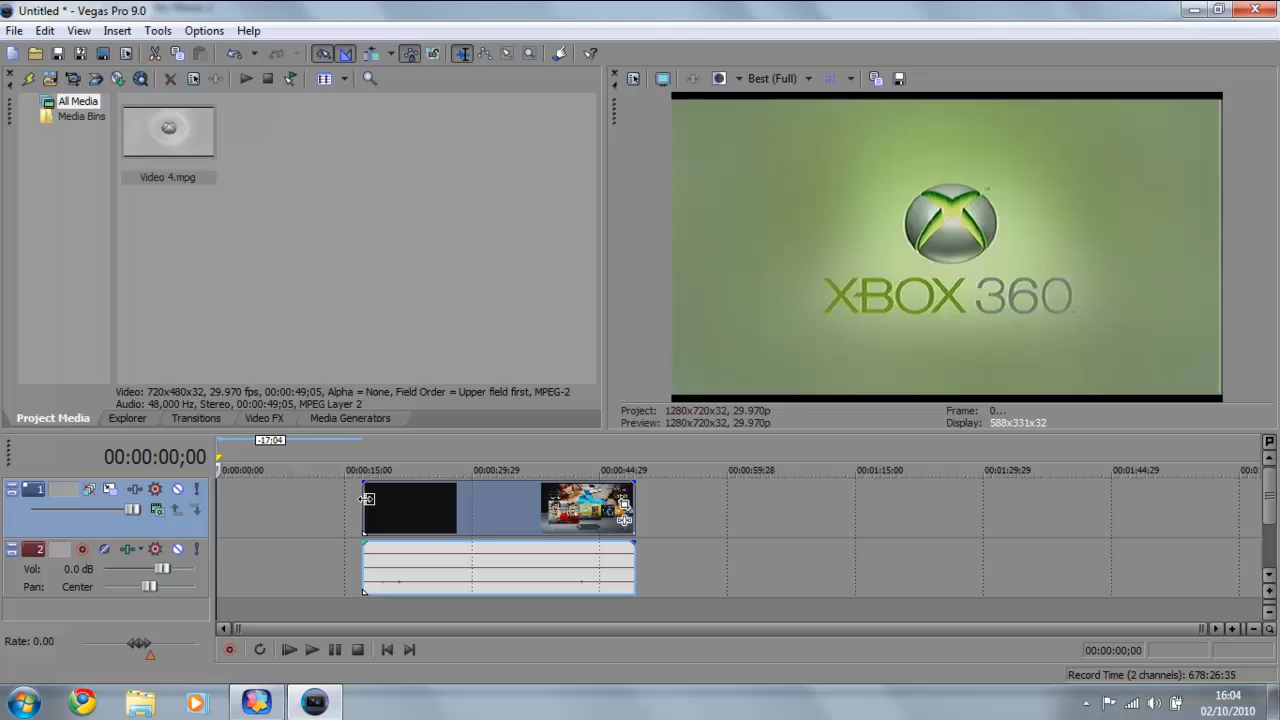 Untitled * - Vegas Pro 9.0
File Edit View Insert Tools Options Help
Best (Full)
All Media
Media Bins
Video 4.mpg
XBOX 360
Video: 720x480x32, 29.970 fps, 00:00:49;05, Alpha = None, Field Order = Upper field first, MPEG-2
Audio: 48,000 Hz, Stereo, 00:00:49;05, MPEG Layer 2
Project Media Explorer Transitions Video FX Media Generators
Project: 1280x720x32, 29.970p Frame: 0...
Preview: 1280x720x32, 29.970p Display: 588x331x32
-17;04
00:00:00;00
0:00:00:00 00:00:15:00 00:00:29;29 00:00:44;29 00:00:59;28 00:01:15:00 00:01:29;29 00:01:44;29
1
2
Vol: 0.0 dB
Pan: Center
Rate: 0.00
00:00:00;00
Record Time (2 channels): 678:26:35
16:04
02/10/2010